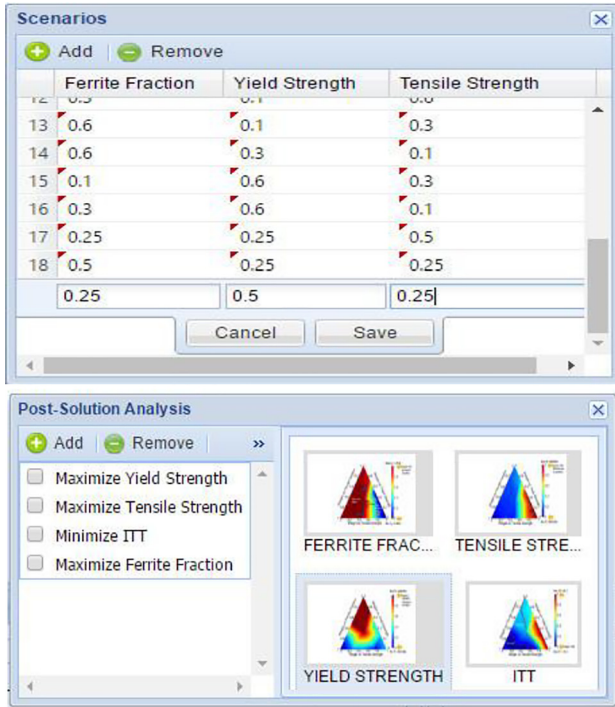 Scenarios
Add Remove
Ferrite Fraction Yield Strength Tensile Strength
13 0.6 0.1 0.3
14 0.6 0.3 0.1
15 0.1 0.6 0.3
16 0.3 0.6 0.1
17 0.25 0.25 0.5
18 0.5 0.25 0.25
0.25 0.5 0.25
Cancel Save
Post-Solution Analysis
Add Remove »
Maximize Yield Strength
Maximize Tensile Strength
Minimize ITT
Maximize Ferrite Fraction
FERRITE FRAC... TENSILE STRE...
YIELD STRENGTH ITT